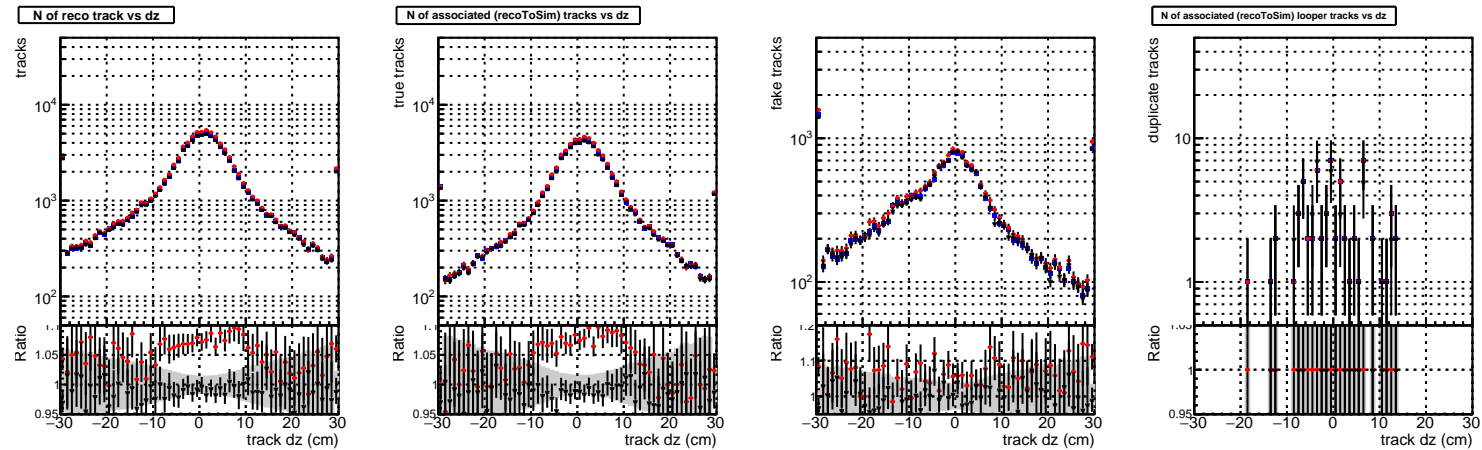 N of reco track vs dz
tracks
10^4
10^3
10^2
Ratio
1.05
1
0.95
−30 −20 −10 0 10 20 30
track dz (cm)
N of associated (recoToSim) tracks vs dz
true tracks
10^4
10^3
10^2
Ratio
1.05
1
0.95
−30 −20 −10 0 10 20 30
track dz (cm)
fake tracks
10^3
10^2
Ratio
1.1
1
−30 −20 −10 0 10 20 30
track dz (cm)
N of associated (recoToSim) looper tracks vs dz
duplicate tracks
10
1
Ratio
1.05
1
0.95
−30 −20 −10 0 10 20 30
track dz (cm)